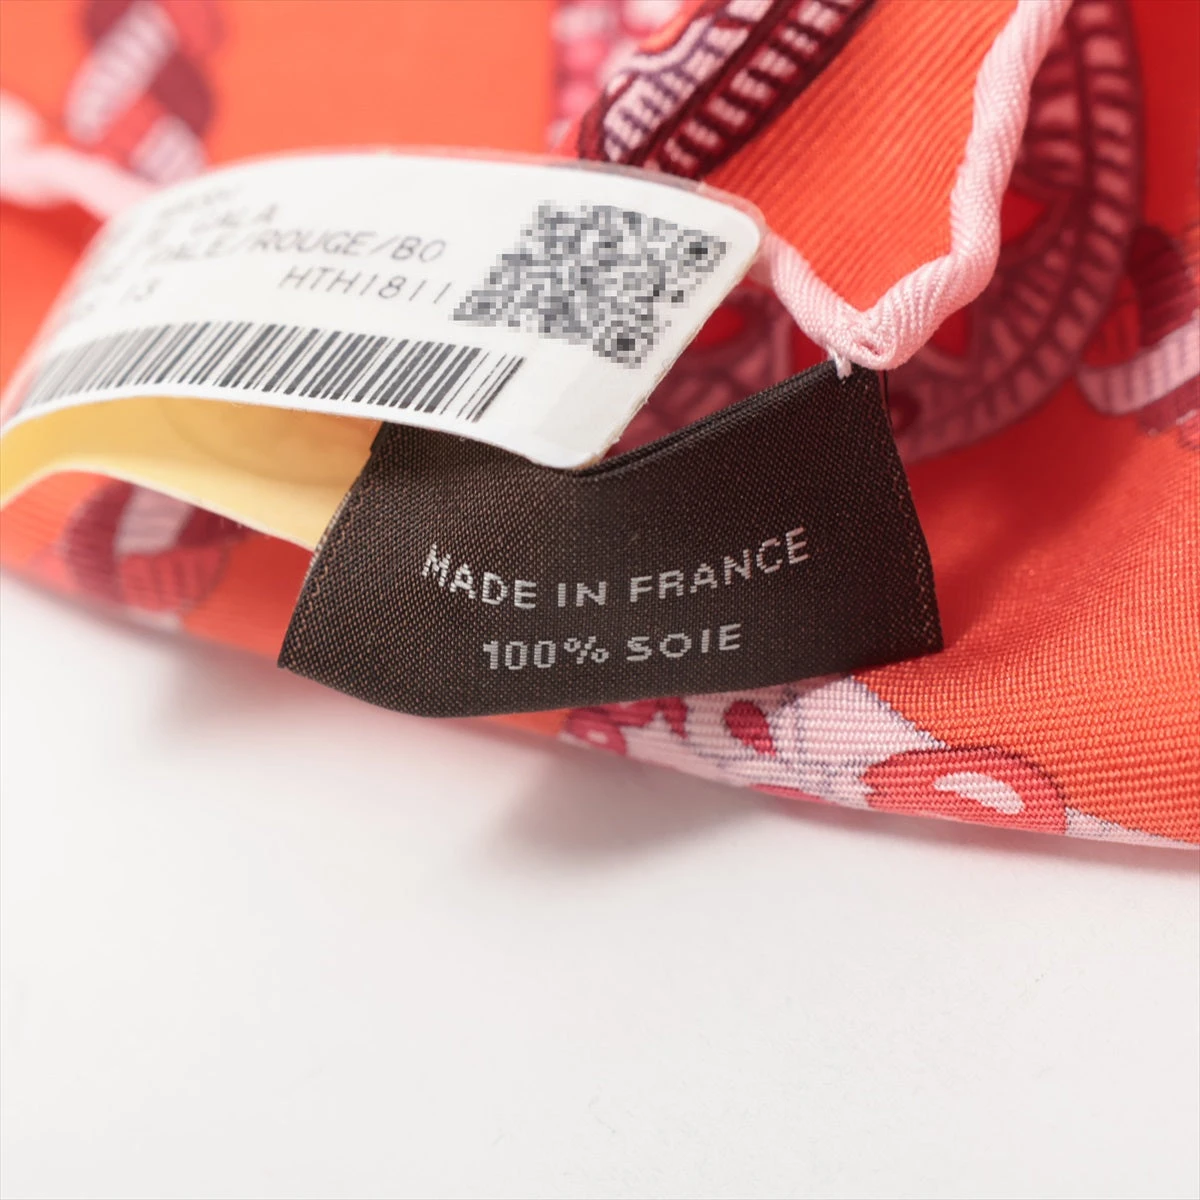 GALA
/ROUGE/BO
HTH1811
13
MADE IN FRANCE
100% SOIE